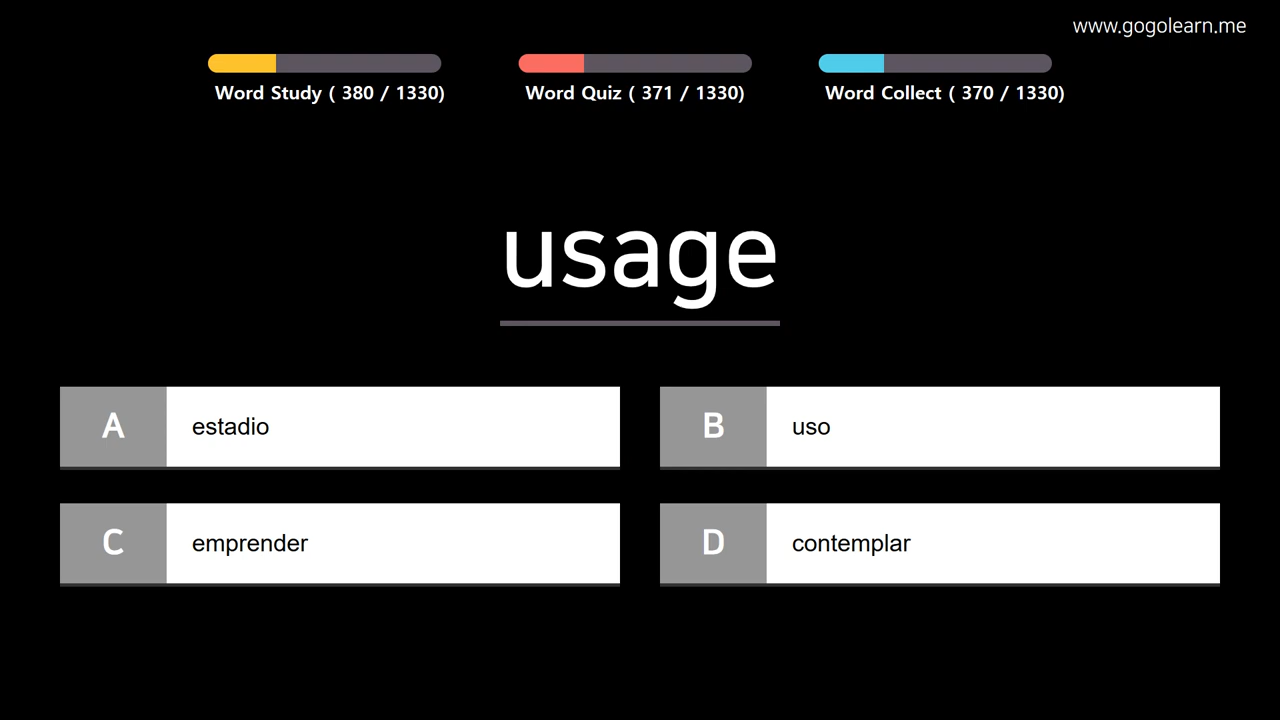 www.gogolearn.me
Word Study ( 380 / 1330)
Word Quiz ( 371 / 1330)
Word Collect ( 370 / 1330)
usage
A estadio
B uso
C emprender
D contemplar